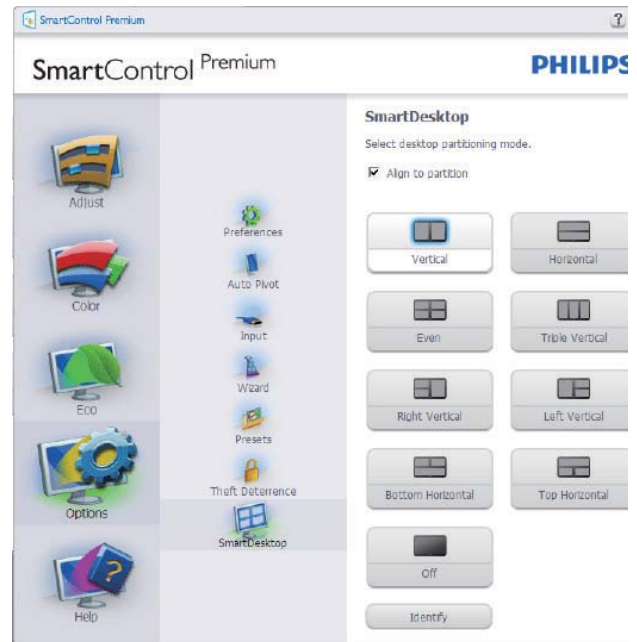 SmartControl Premium
?
SmartControl Premium
PHILIPS
Adjust
Color
Eco
Options
Help
Preferences
Auto Pivot
Input
Wizard
Presets
Theft Deterrence
SmartDesktop
SmartDesktop
Select desktop partitioning mode.
Align to partition
Vertical
Horizontal
Even
Triple Vertical
Right Vertical
Left Vertical
Bottom Horizontal
Top Horizontal
Off
Identify